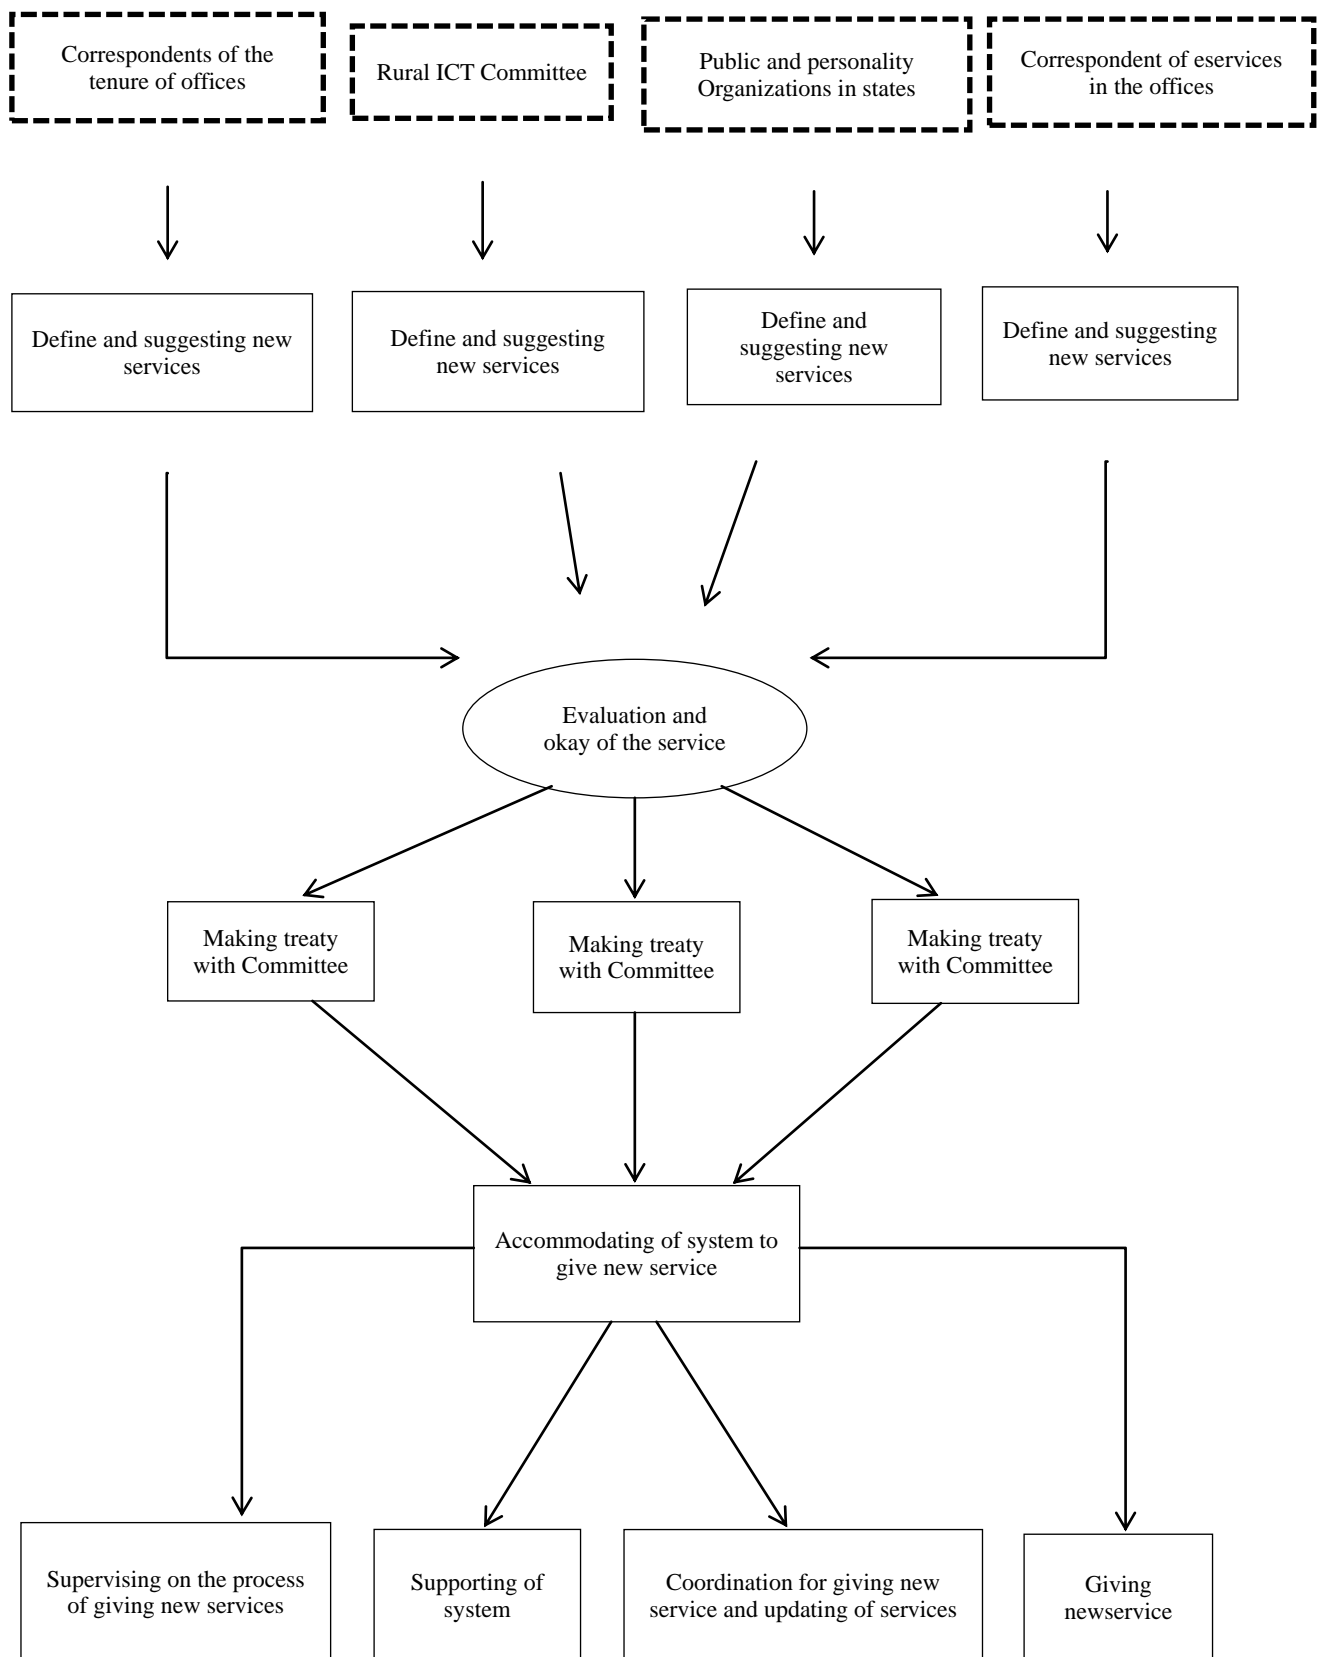 Correspondents of the
tenure of offices
Rural ICT Committee
Public and personality
Organizations in states
Correspondent of eservices
in the offices
Define and suggesting new
services
Define and suggesting
new services
Define and
suggesting new
services
Define and suggesting
new services
Evaluation and
okay of the service
Making treaty
with Committee
Making treaty
with Committee
Making treaty
with Committee
Accommodating of system to
give new service
Supervising on the process
of giving new services
Supporting of
system
Coordination for giving new
service and updating of services
Giving
newservice